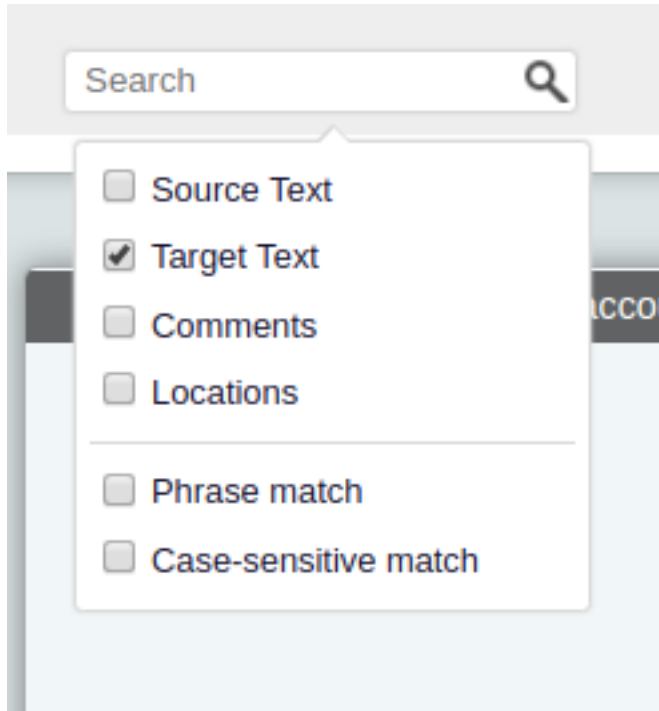 Search
Source Text
Target Text
Comments
Locations
Phrase match
Case-sensitive match